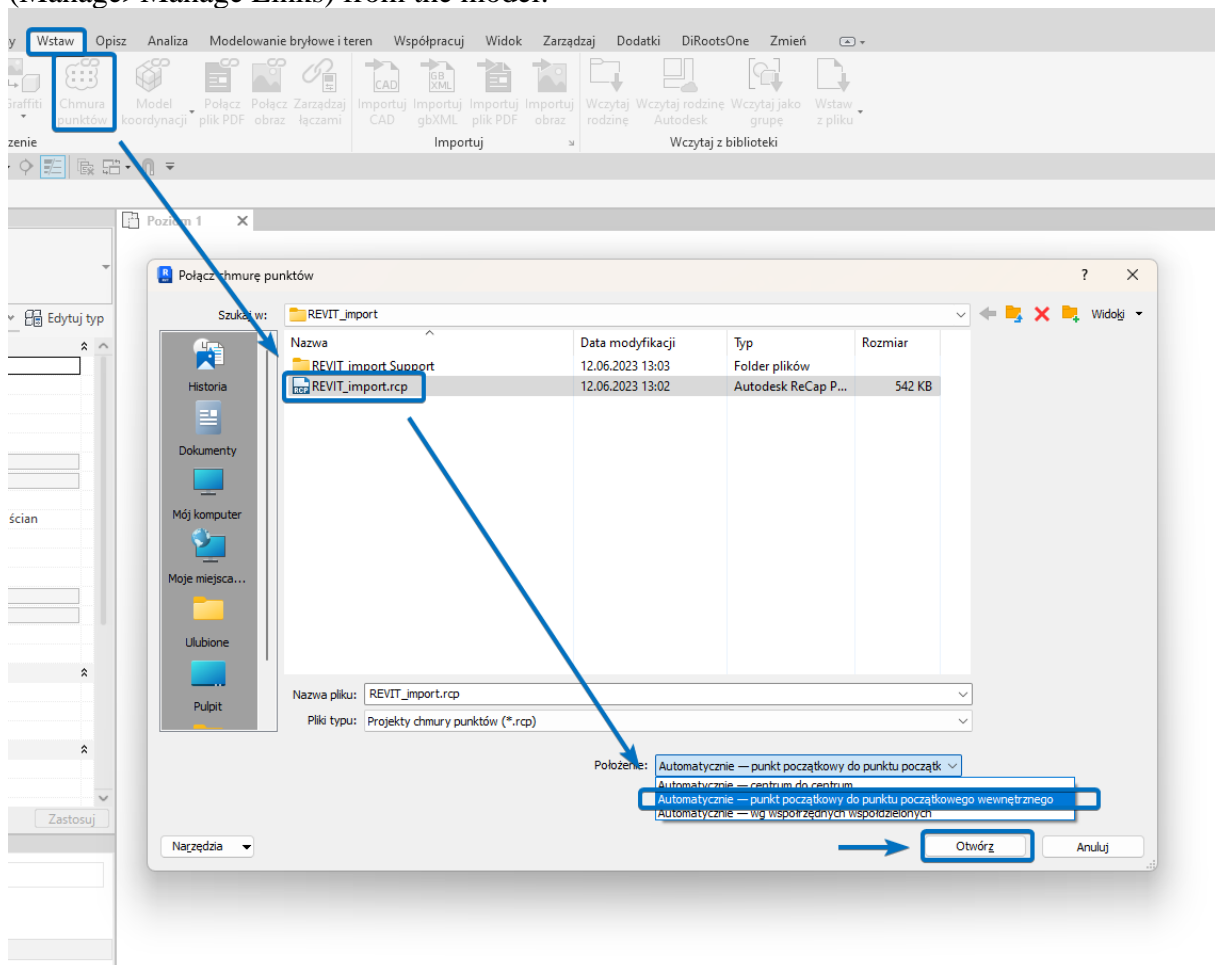 (Manage› Manage Links) from the model.
y Wstaw Opisz Analiza Modelowanie bryłowe i teren Współpracuj Widok Zarządzaj Dodatki DiRootsOne Zmień
Graffiti Chmura punktów Model koordynacji Połącz plik PDF Połącz obraz Zarządzaj łączami Importuj CAD Importuj gbXML Importuj plik PDF Importuj obraz Wczytaj rodzinę Wczytaj rodzinę Autodesk Wczytaj jako grupę Wstaw z pliku
zenie Importuj Wczytaj z biblioteki
Poziom 1
Połącz chmurę punktów
Edytuj typ
Szukaj w: REVIT_import Widoki
Nazwa Data modyfikacji Typ Rozmiar
REVIT_import Support 12.06.2023 13:03 Folder plików
REVIT_import.rcp 12.06.2023 13:02 Autodesk ReCap P... 542 KB
Historia
Dokumenty
Mój komputer
ścian
Moje miejsca...
Ulubione
Pulpit
Nazwa pliku: REVIT_import.rcp
Pliki typu: Projekty chmury punktów (*.rcp)
Położenie: Automatycznie — punkt początkowy do punktu początk
Automatycznie — centrum do centrum
Automatycznie — punkt początkowy do punktu początkowego wewnętrznego
Automatycznie — wg współrzędnych współdzielonych
Zastosuj
Narzędzia Otwórz Anuluj